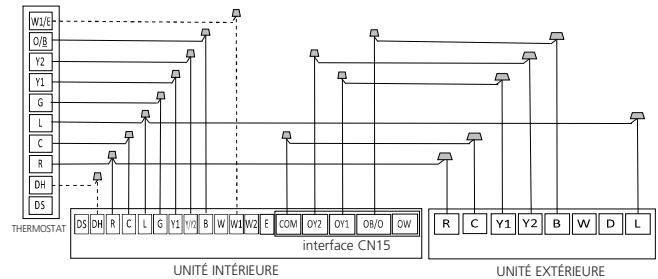 W1/E
O/B
Y2
Y1
G
L
C
R
DH
DS
THERMOSTAT
DS DH R C L G Y1 Y/Y2 B W W1 W2 E COM OY2 OY1 OB/O OW
interface CN15
UNITÉ INTÉRIEURE
R C Y1 Y2 B W D L
UNITÉ EXTÉRIEURE